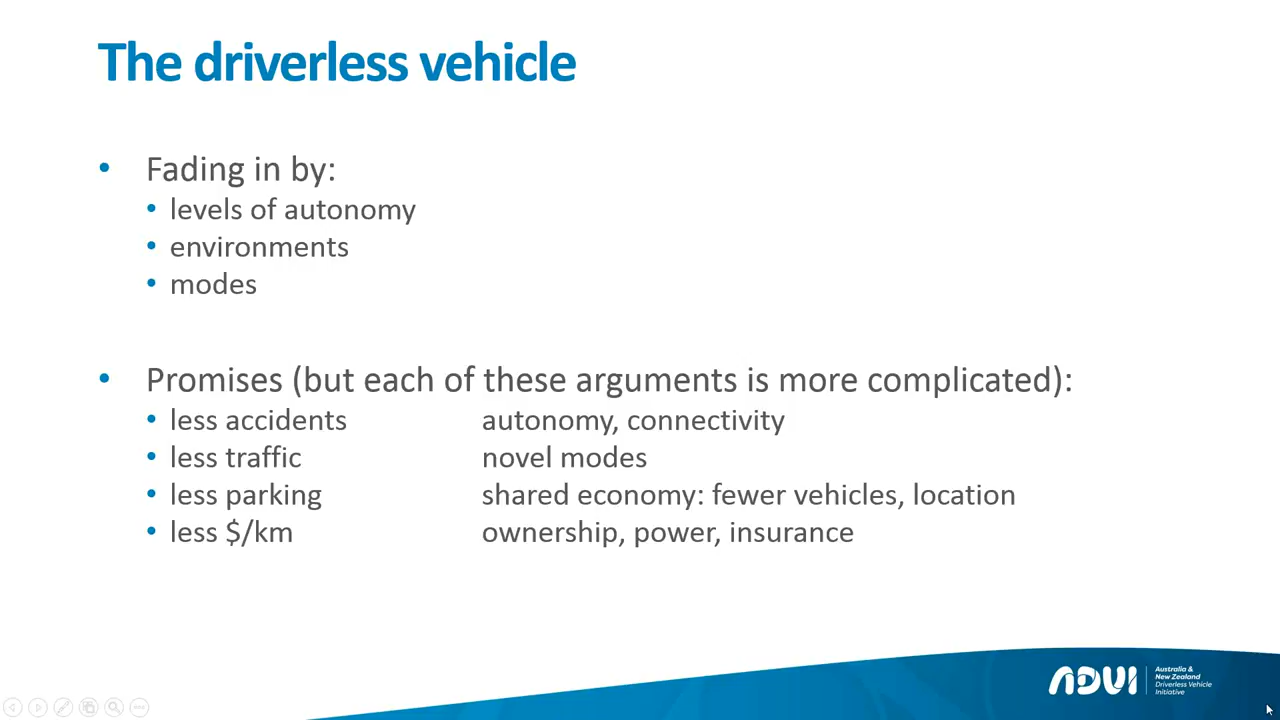 The driverless vehicle
• Fading in by:
• levels of autonomy
• environments
• modes
• Promises (but each of these arguments is more complicated):
• less accidents autonomy, connectivity
• less traffic novel modes
• less parking shared economy: fewer vehicles, location
• less $/km ownership, power, insurance
ADVI
Australia &
New Zealand
Driverless Vehicle
Initiative